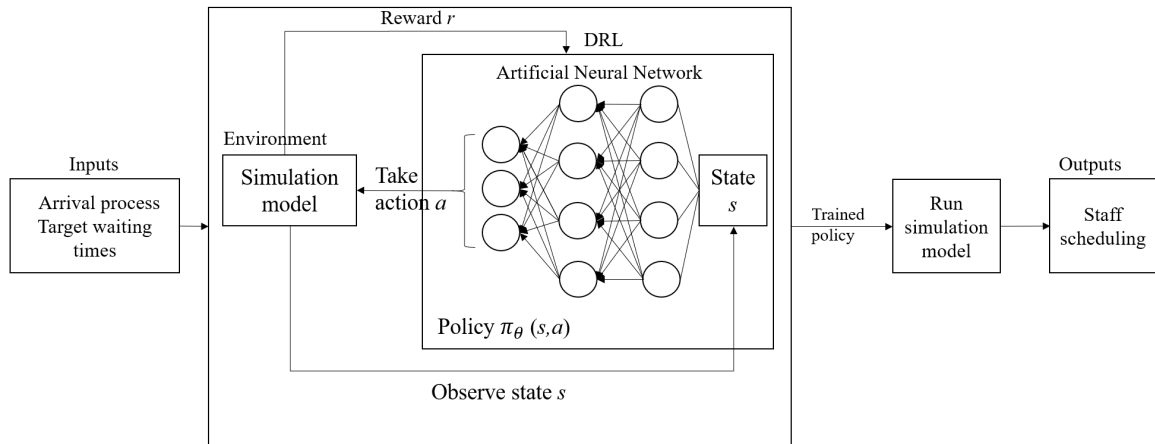 Reward r
DRL
Artificial Neural Network
Environment
Simulation
model
Take
action a
State
s
Policy πθ (s,a)
Observe state s
Inputs
Arrival process
Target waiting
times
Trained
policy
Run
simulation
model
Outputs
Staff
scheduling